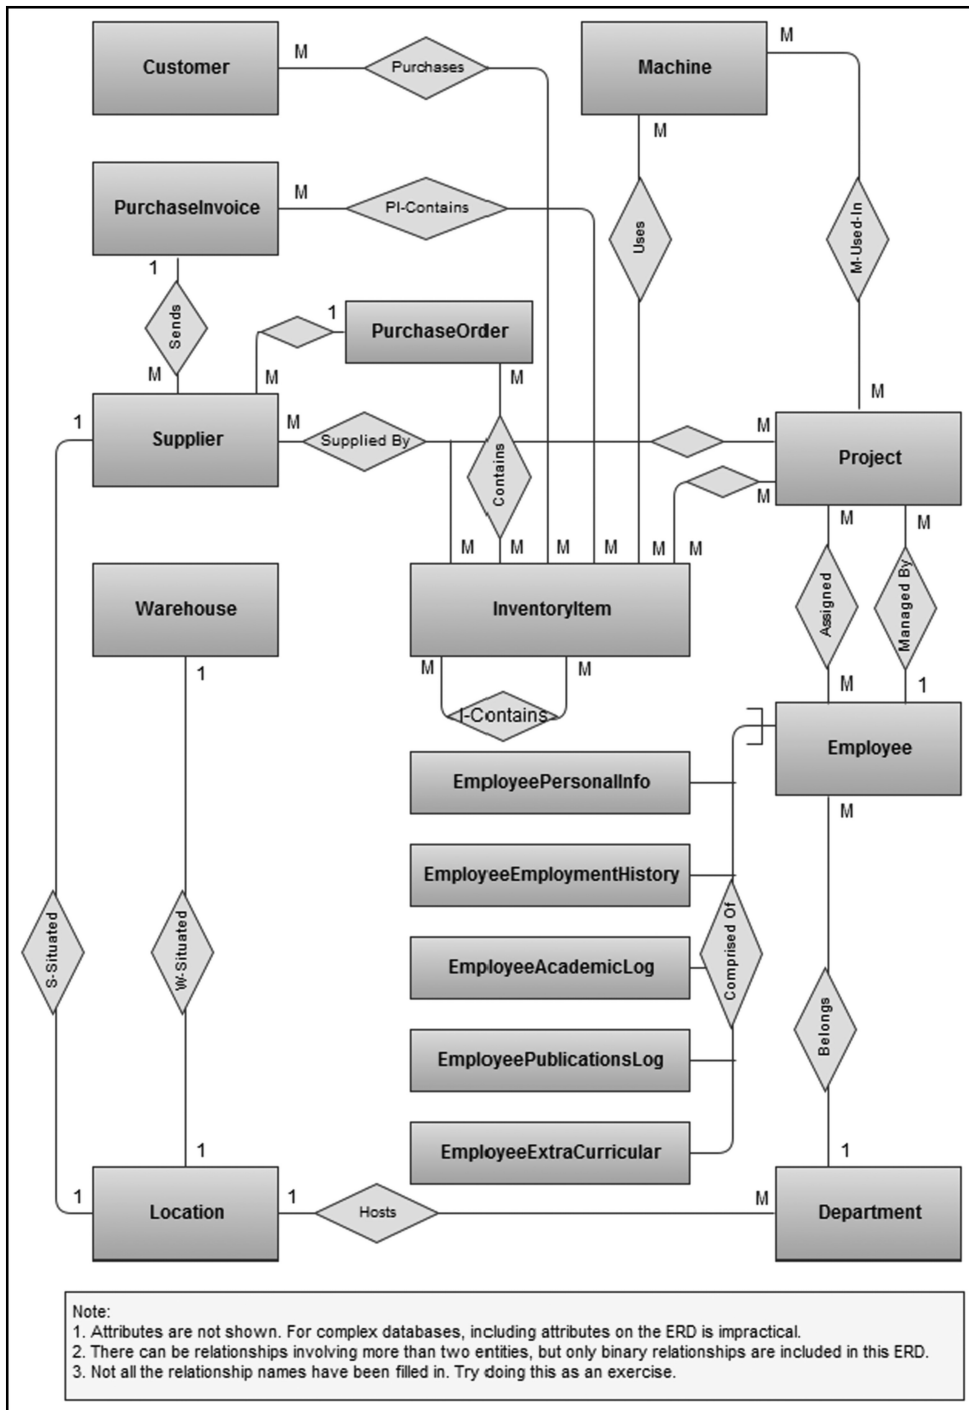 Customer
M
Purchases
Machine
M
M
PurchaseInvoice
M
PI-Contains
Uses
M-Used-In
1
Sends
1
PurchaseOrder
M
M
M
M
1
Supplier
M
Supplied By
Contains
M
Project
M
M
M
M
M
M
M
M
M
M
Warehouse
InventoryItem
Assigned
Managed By
1
M
M
M
1
I-Contains
Employee
EmployeePersonalInfo
M
EmployeeEmploymentHistory
S-Situated
W-Situated
EmployeeAcademicLog
Comprised Of
Belongs
EmployeePublicationsLog
EmployeeExtraCurricular
1
1
1
1
M
Location
Hosts
Department
Note:
1. Attributes are not shown. For complex databases, including attributes on the ERD is impractical.
2. There can be relationships involving more than two entities, but only binary relationships are included in this ERD.
3. Not all the relationship names have been filled in. Try doing this as an exercise.